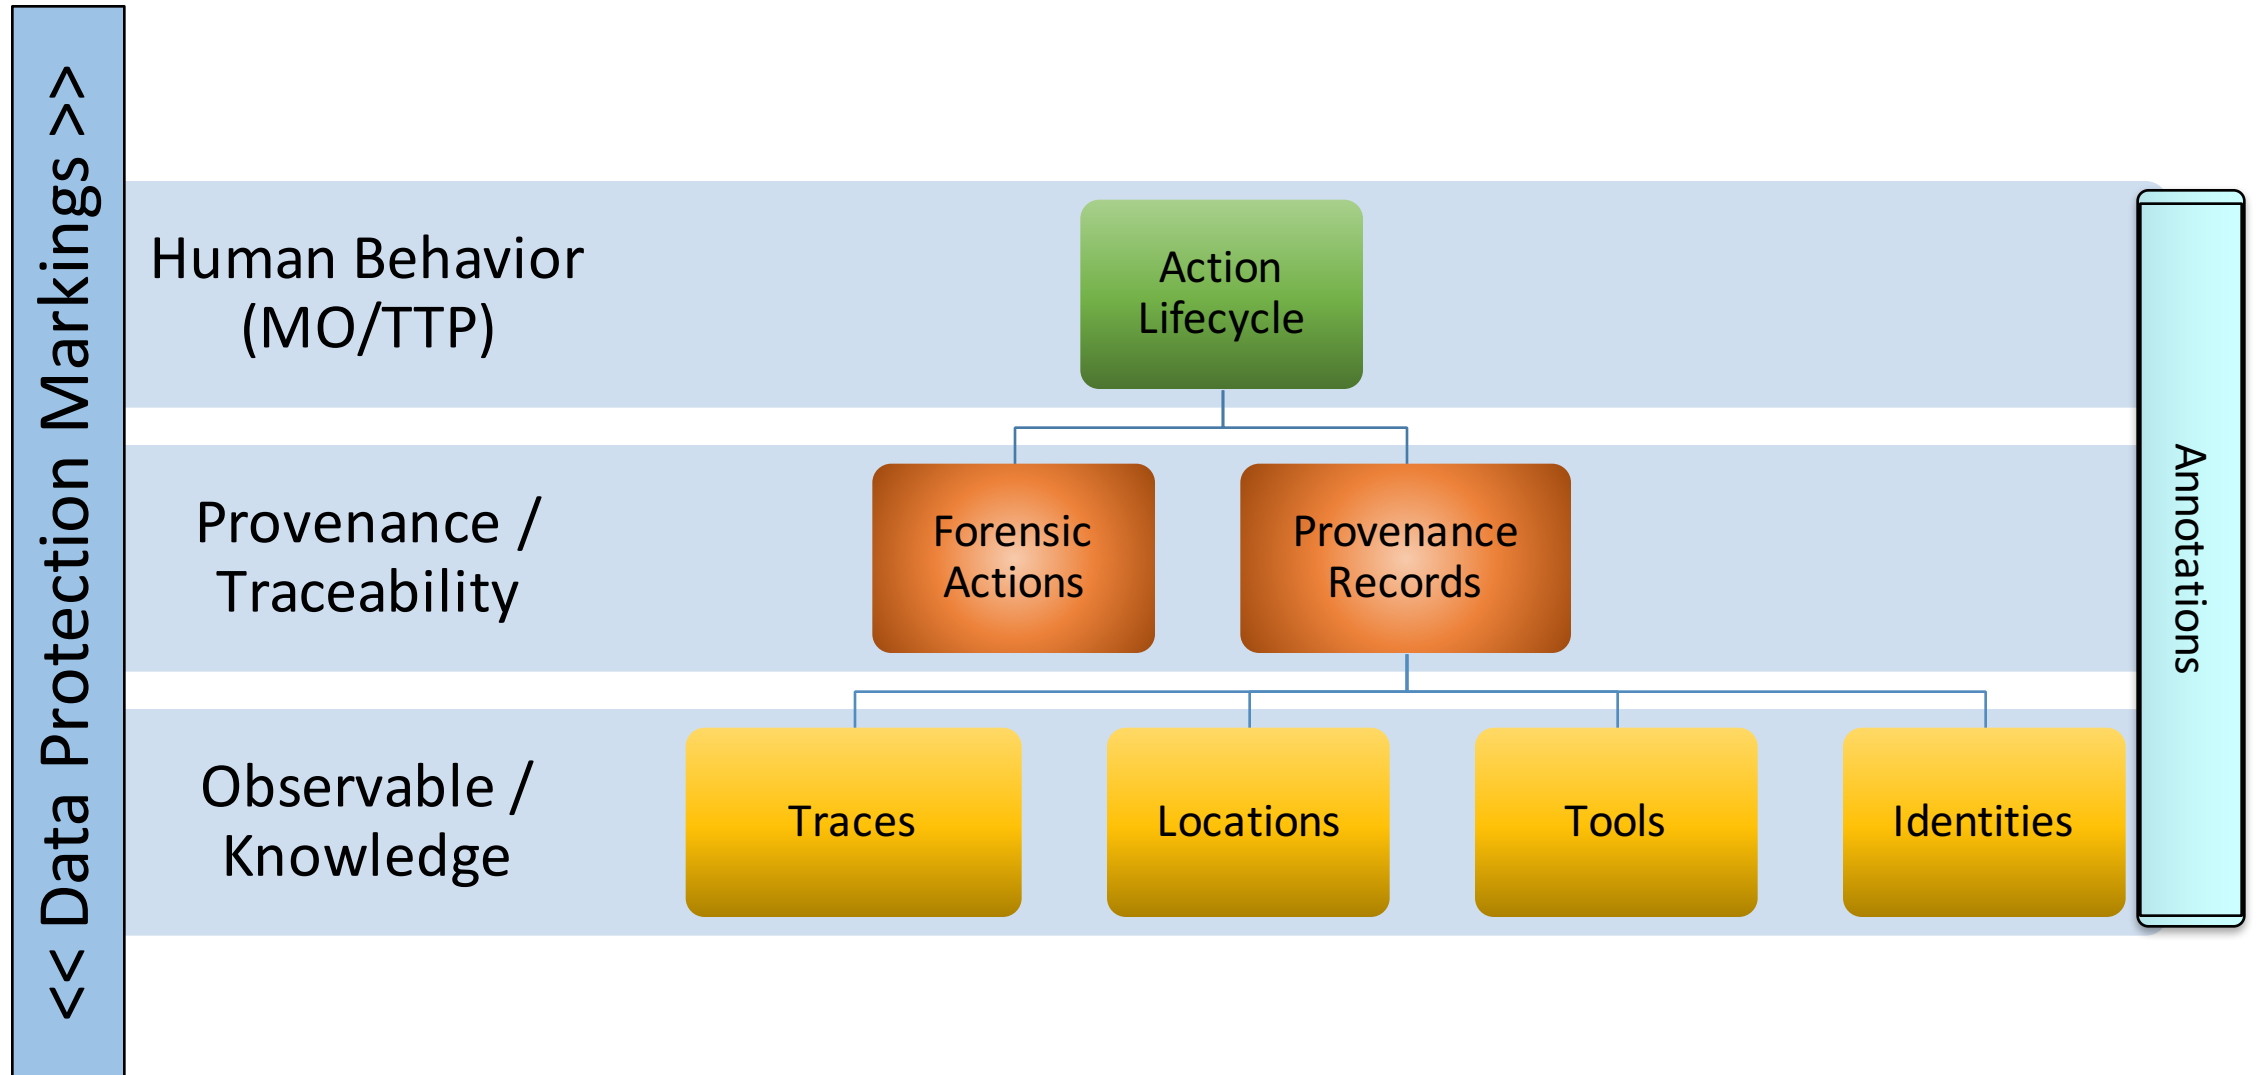 << Data Protection Markings >>
Human Behavior
(MO/TTP)
Action
Lifecycle
Provenance /
Traceability
Forensic
Actions
Provenance
Records
Observable /
Knowledge
Traces
Locations
Tools
Identities
Annotations